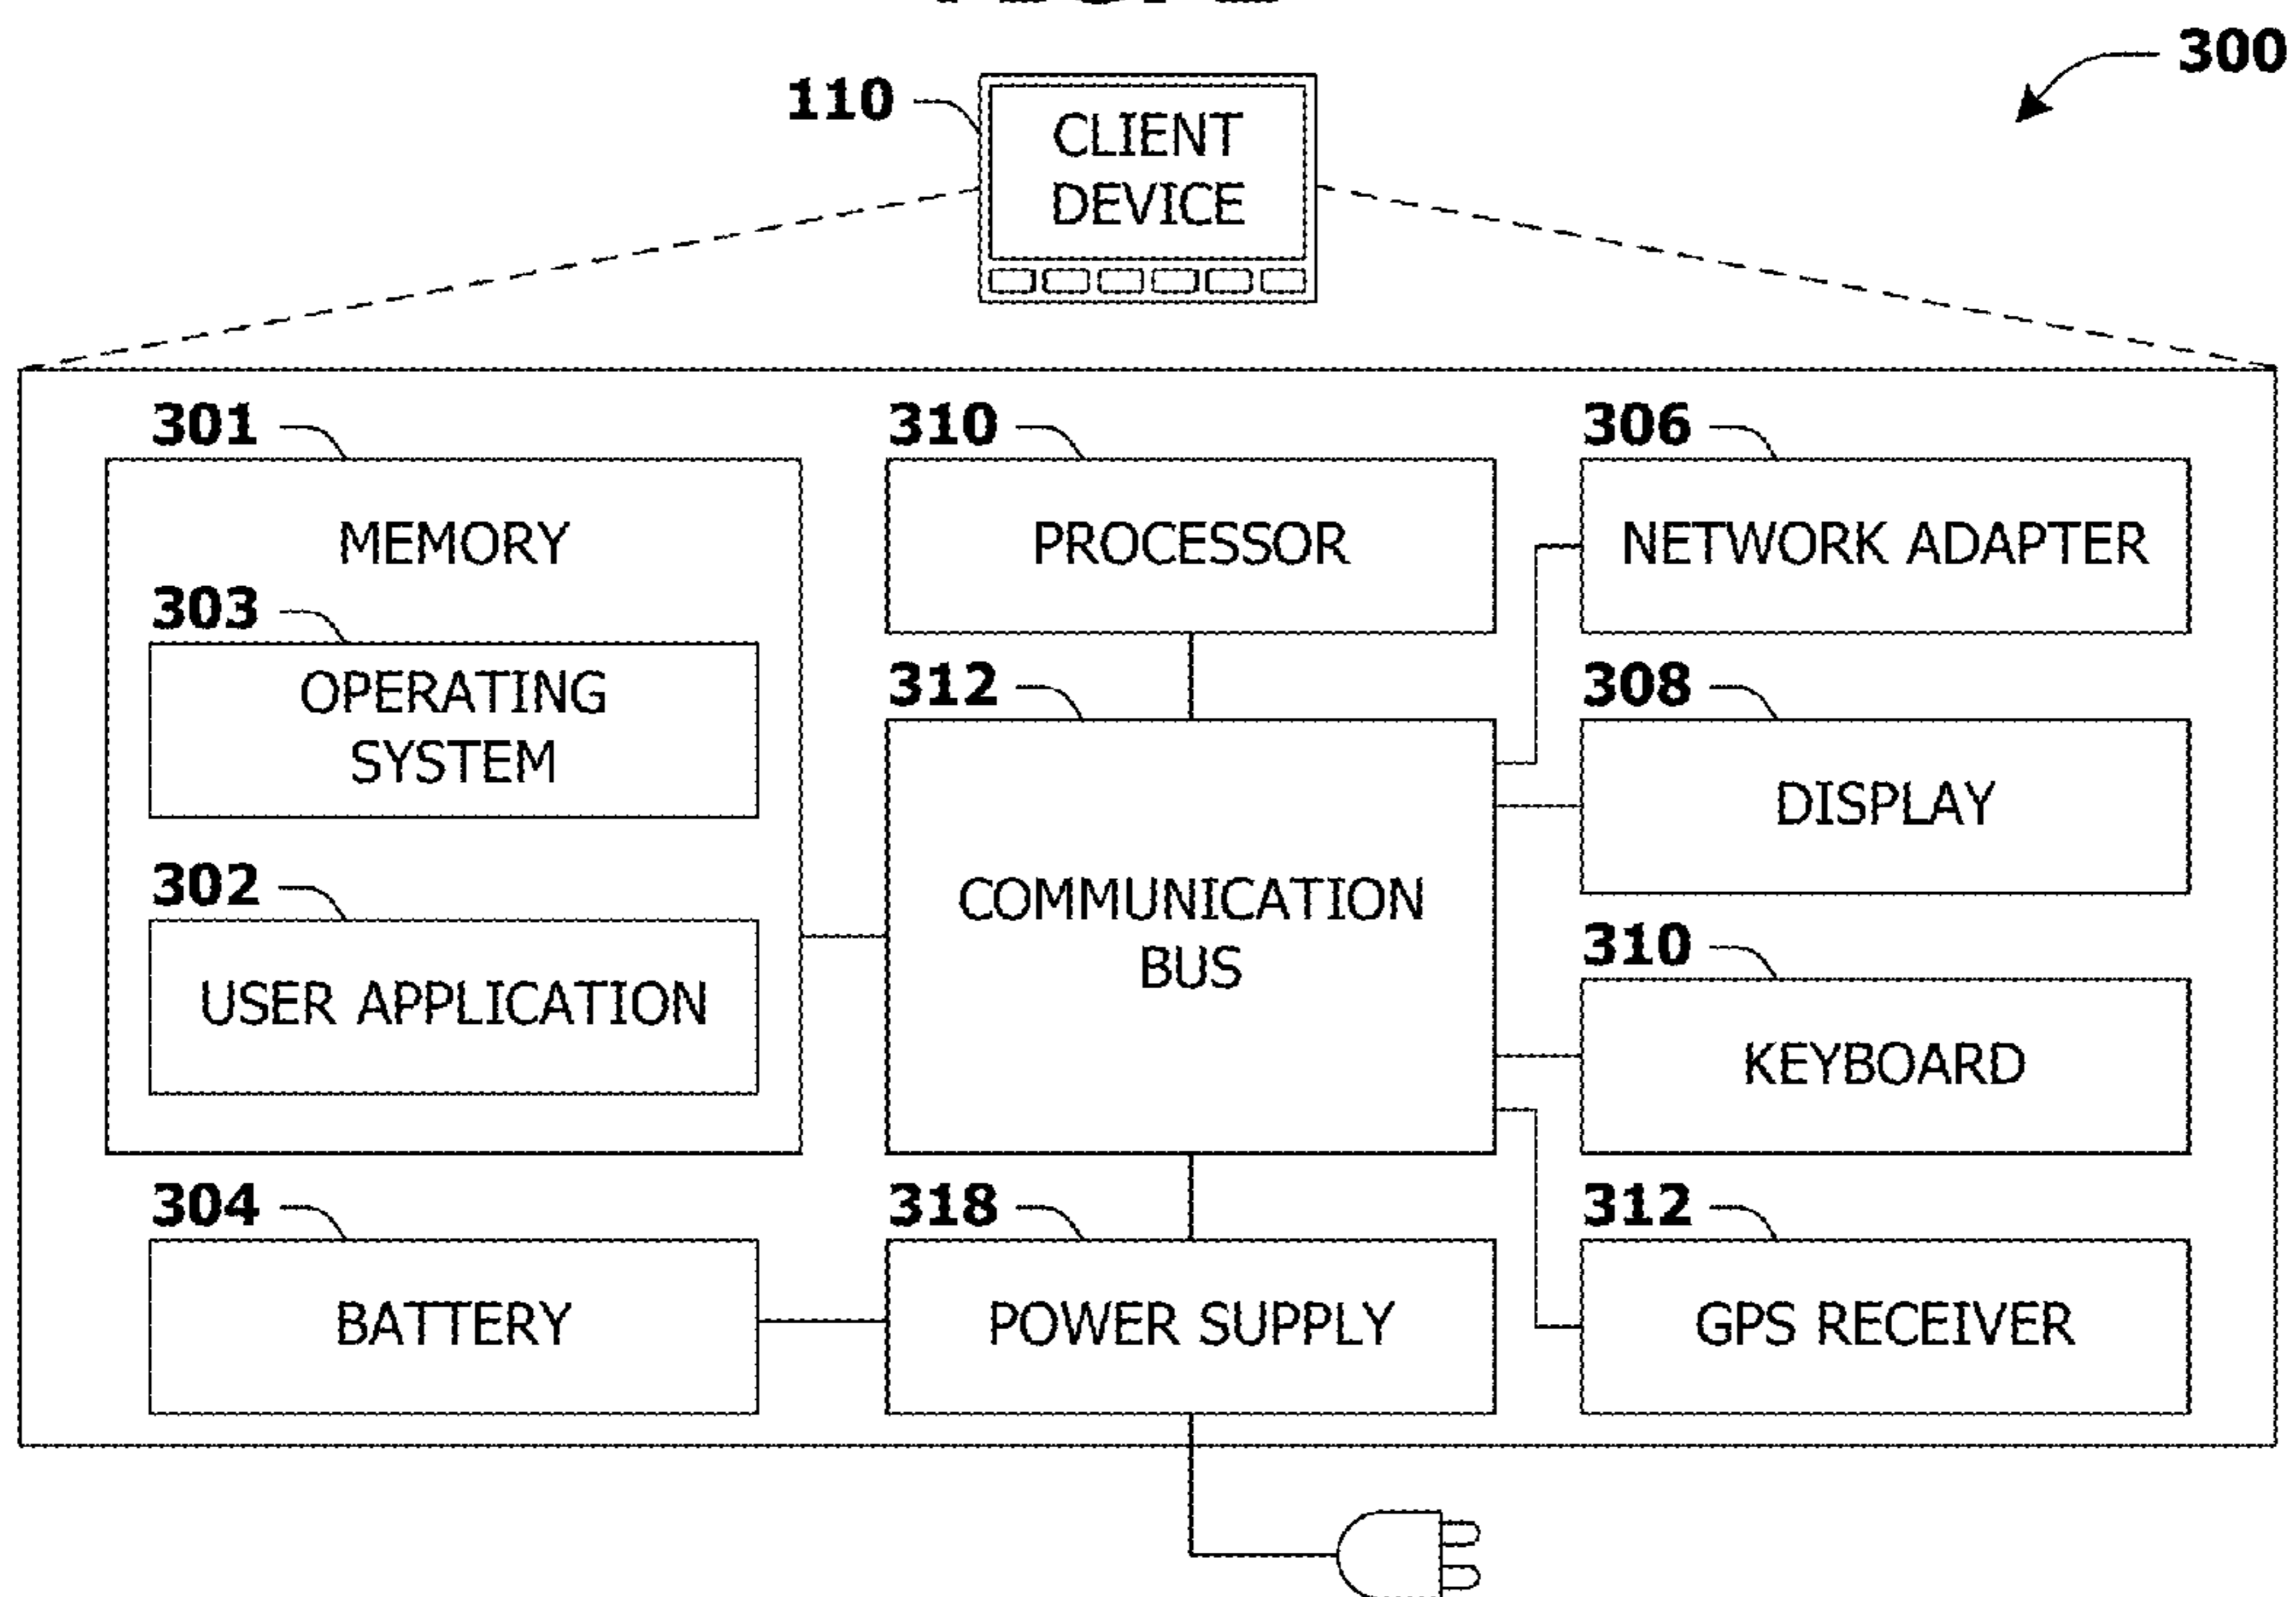 300
110
CLIENT
DEVICE
301
310
306
MEMORY
PROCESSOR
NETWORK ADAPTER
303
312
308
OPERATING
SYSTEM
DISPLAY
302
COMMUNICATION
BUS
310
USER APPLICATION
KEYBOARD
304
318
312
BATTERY
POWER SUPPLY
GPS RECEIVER